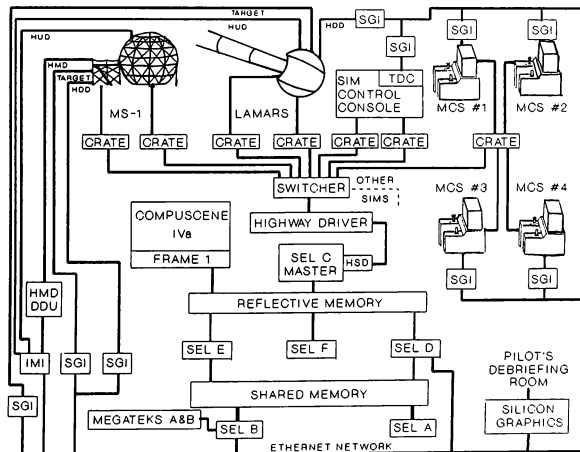 TARGET
HUD
HUD
HDD
SGI
SGI
SGI
SGI
HMD
TARGET
HDD
MS-1
LAMARS
TDC
SIM
CONTROL
CONSOLE
MCS #1
MCS #2
CRATE
CRATE
CRATE
CRATE
CRATE
CRATE
CRATE
SWITCHER
OTHER
SIMS
MCS #3
MCS #4
COMPUSCENE
IVa
FRAME 1
HIGHWAY DRIVER
SEL C
MASTER
HSD
SGI
SGI
HMD
DDU
REFLECTIVE MEMORY
SEL E
SEL F
SEL D
IMI
SGI
SGI
PILOT'S
DEBRIEFING
ROOM
SHARED MEMORY
SGI
MEGATEKS A&B
SEL B
SEL A
SILICON
GRAPHICS
ETHERNET NETWORK